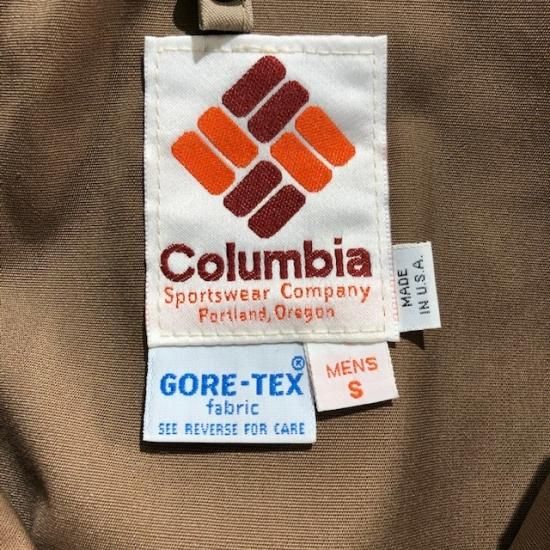 Columbia
Sportswear Company
Portland, Oregon
MADE
IN U.S.A.
GORE-TEX®
fabric
SEE REVERSE FOR CARE
MENS
S